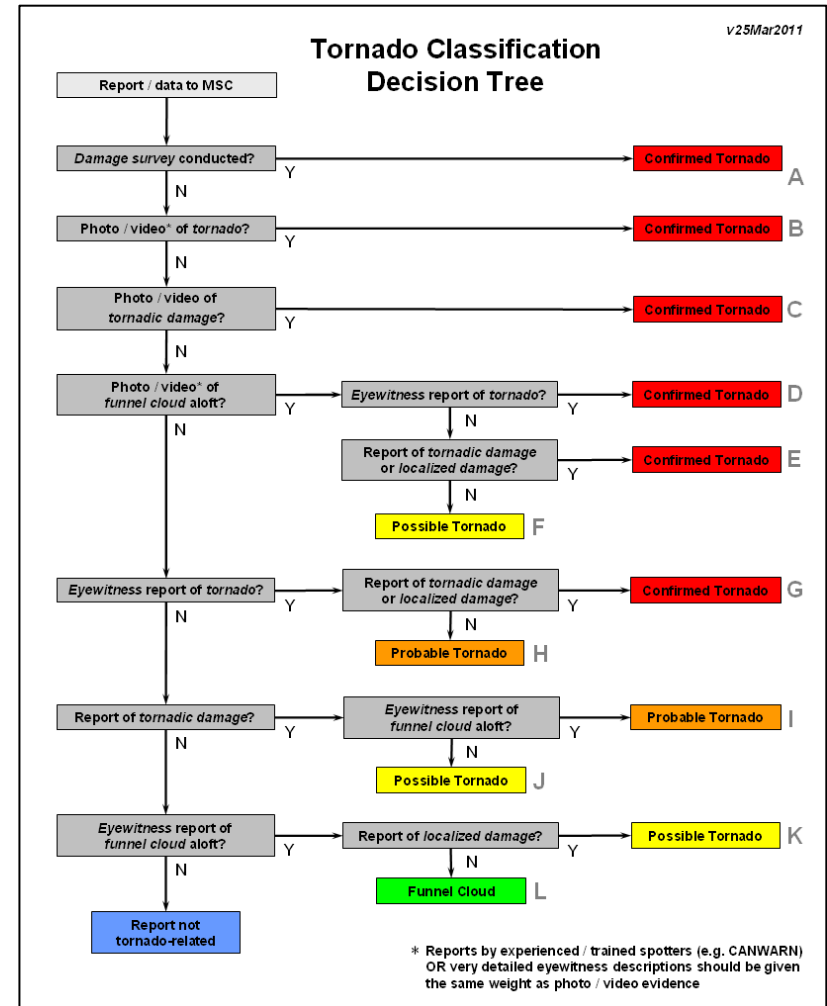 v25Mar2011
Tornado Classification
Decision Tree
Report / data to MSC
Damage survey conducted?
Y
Confirmed Tornado
A
N
Photo / video* of tornado?
Y
Confirmed Tornado
B
N
Photo / video of
tornadic damage?
Y
Confirmed Tornado
C
N
Photo / video* of
funnel cloud aloft?
Y
Eyewitness report of tornado?
Y
Confirmed Tornado
D
N
N
Report of tornadic damage
or localized damage?
Y
Confirmed Tornado
E
N
Possible Tornado
F
Eyewitness report of tornado?
Y
Report of tornadic damage
or localized damage?
Y
Confirmed Tornado
G
N
N
Probable Tornado
H
Report of tornadic damage?
Y
Eyewitness report of
funnel cloud aloft?
Y
Probable Tornado
I
N
N
Possible Tornado
J
Eyewitness report of
funnel cloud aloft?
Y
Report of localized damage?
Y
Possible Tornado
K
N
N
Funnel Cloud
L
Report not
tornado-related
* Reports by experienced / trained spotters (e.g. CANWARN)
OR very detailed eyewitness descriptions should be given
the same weight as photo / video evidence